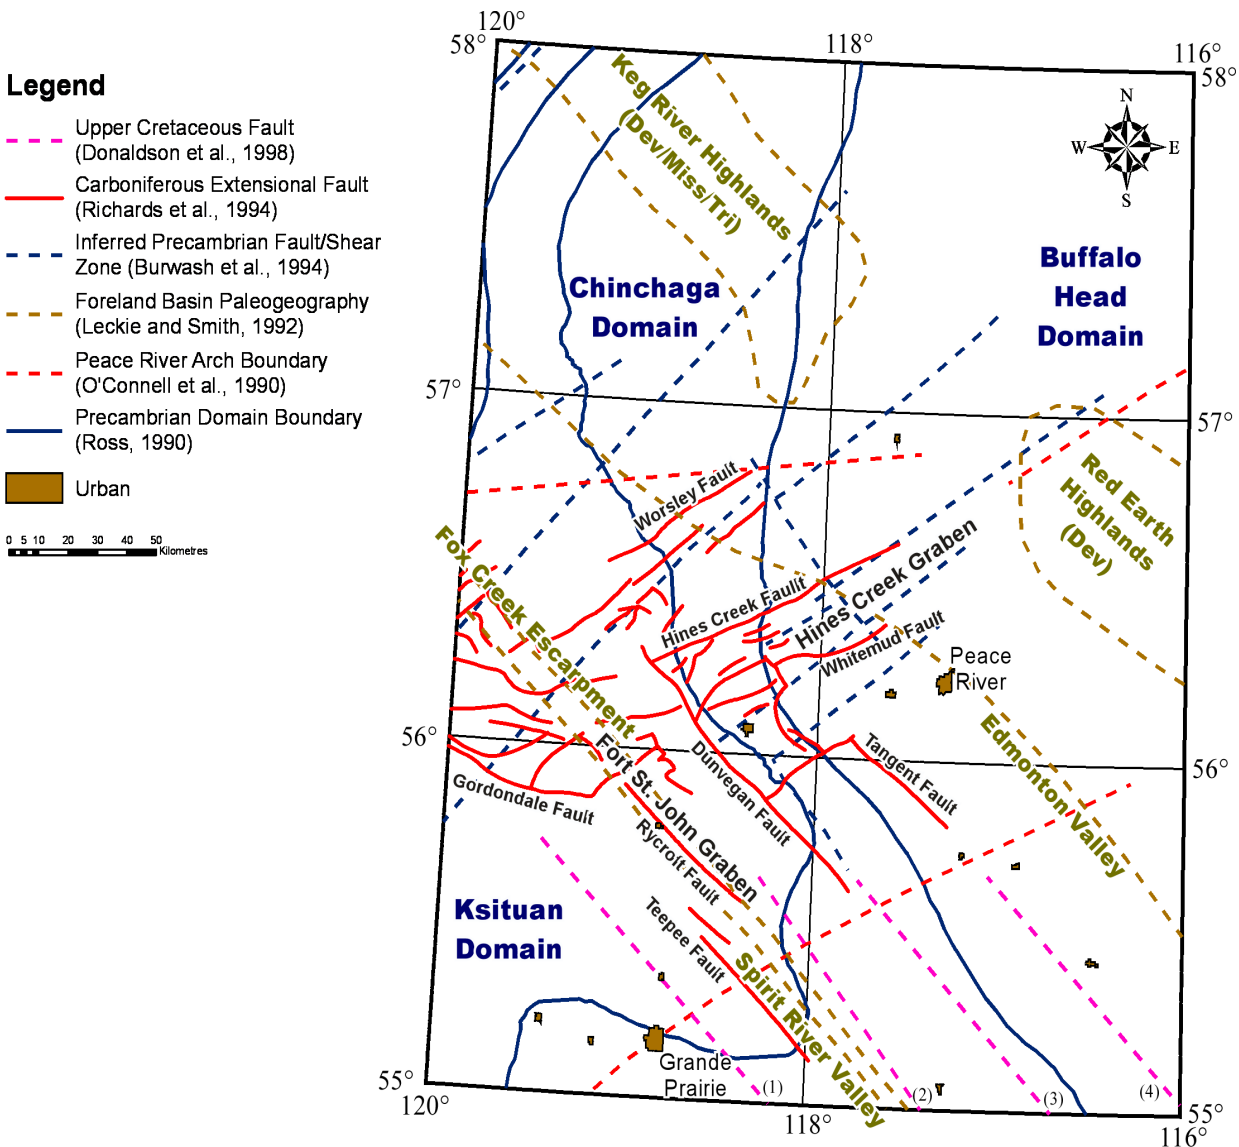 120°
58°
118°
116°
58°
Legend
Upper Cretaceous Fault
(Donaldson et al., 1998)
Carboniferous Extensional Fault
(Richards et al., 1994)
Inferred Precambrian Fault/Shear
Zone (Burwash et al., 1994)
Foreland Basin Paleogeography
(Leckie and Smith, 1992)
Peace River Arch Boundary
(O'Connell et al., 1990)
Precambrian Domain Boundary
(Ross, 1990)
Urban
0 5 10 20 30 40 50
Kilometres
N
W E
S
Keg River Highlands
(Dev/Miss/Tri)
Chinchaga
Domain
Buffalo
Head
Domain
57°
57°
Red Earth
Highlands
(Dev)
Worsley Fault
Fox Creek Escarpment
Hines Creek Faulit
Hines Creek Graben
Whitemud Fault
Peace
River
56°
56°
Gordondale Fault
Fort St. John Graben
Dunvegan Fault
Tangent Fault
Edmonton Valley
Rycroft Fault
Teepee Fault
Ksituan
Domain
Spirit River Valley
Grande
Prairie
(1)
(2)
(3)
(4)
55°
120°
118°
55°
116°